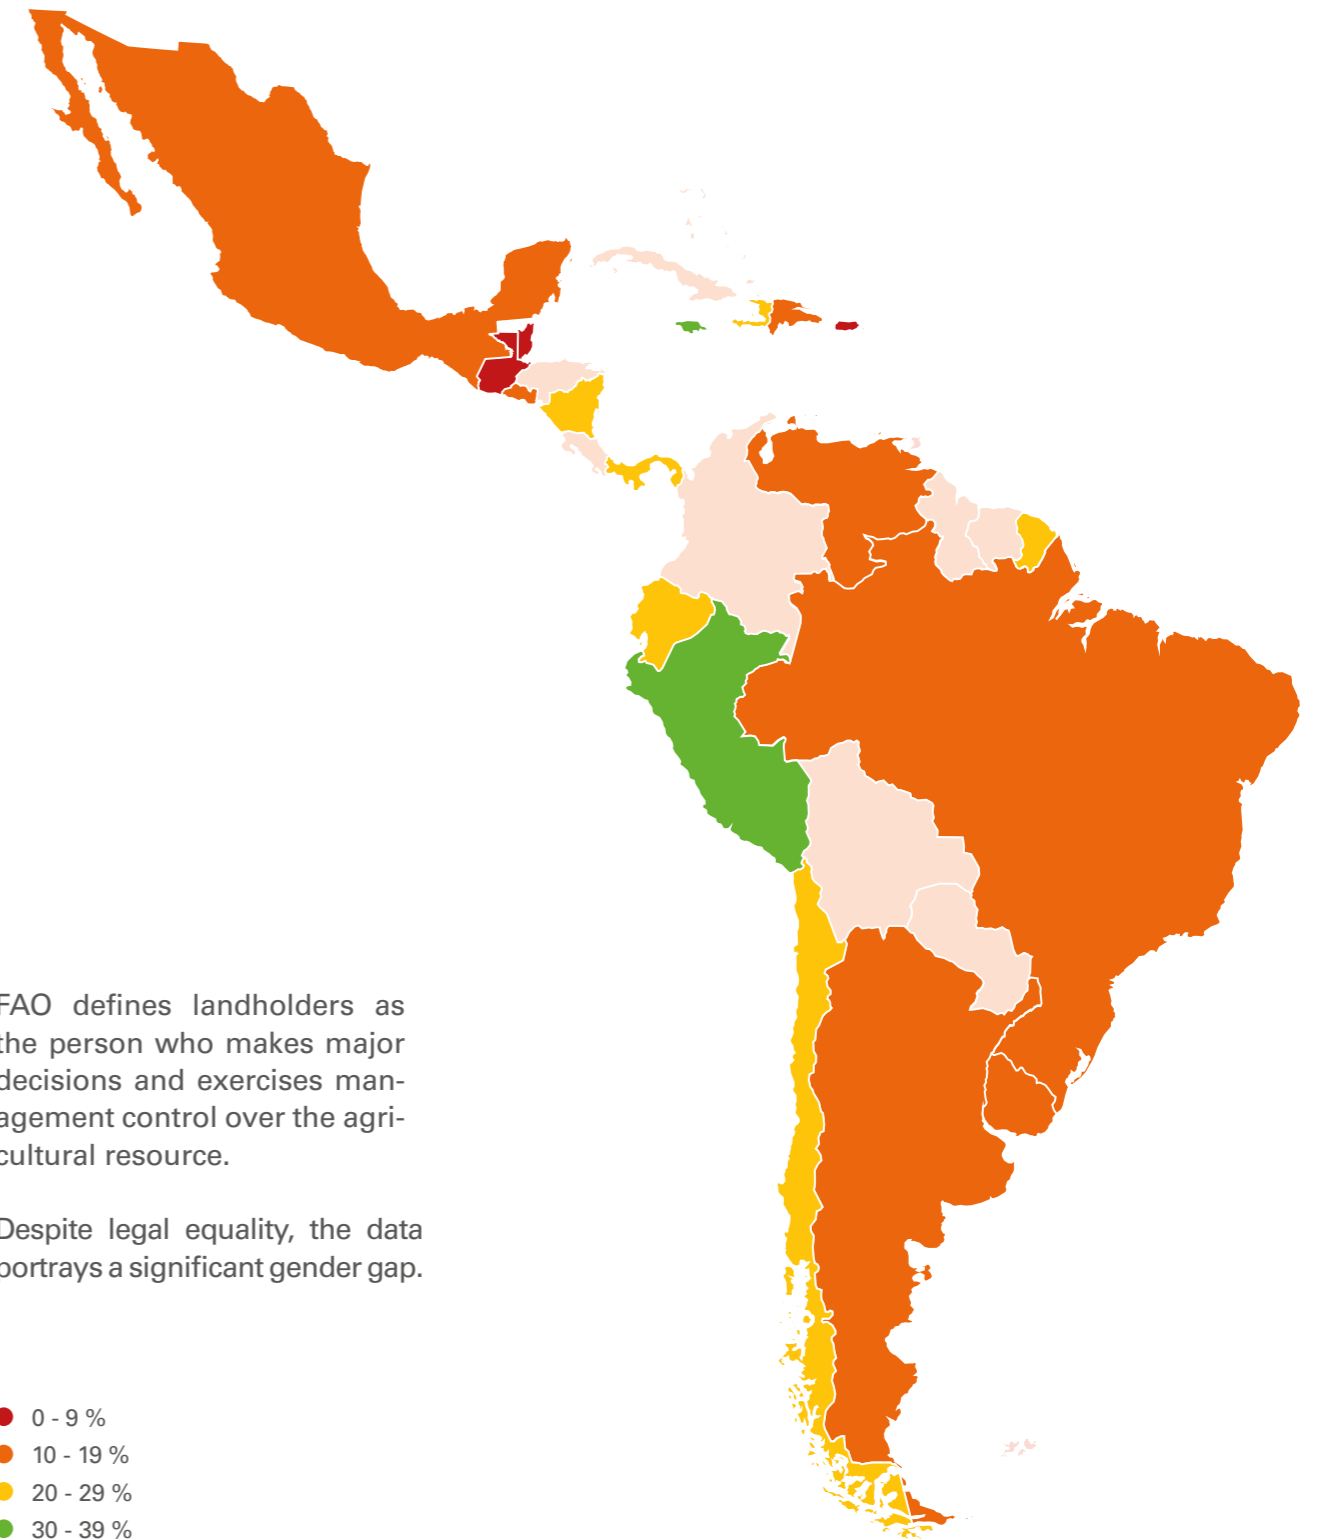 FAO defines landholders as
the person who makes major
decisions and exercises man-
agement control over the agri-
cultural resource.
Despite legal equality, the data
portrays a significant gender gap.
0 - 9 %
10 - 19 %
20 - 29 %
30 - 39 %